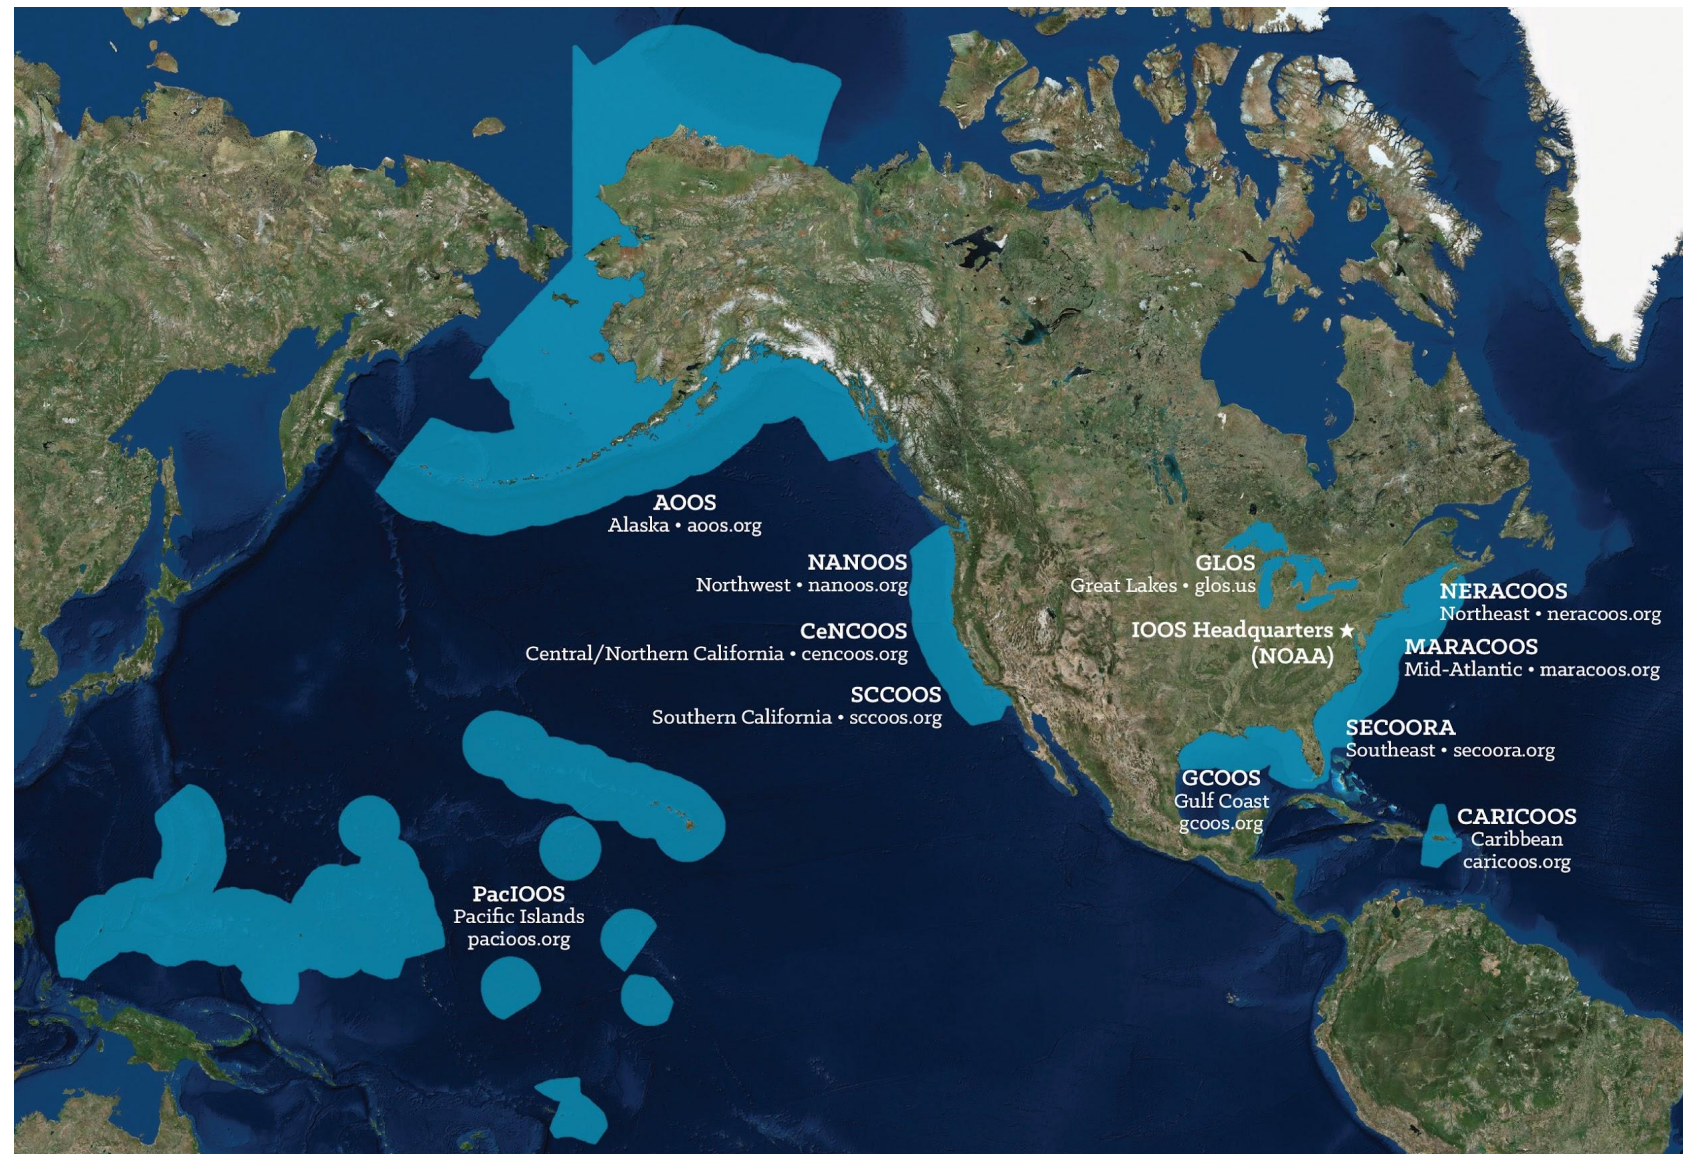 AOOS
Alaska • aoos.org
NANOOS
Northwest • nanoos.org
CeNCOOS
Central/Northern California • cencoos.org
SCCOOS
Southern California • sccoos.org
PacIOOS
Pacific Islands
pacioos.org
GLOS
Great Lakes • glos.us
IOOS Headquarters ★
(NOAA)
NERACOOS
Northeast • neracoos.org
MARACOOS
Mid-Atlantic • maracoos.org
SECOORA
Southeast • secoora.org
GCOOS
Gulf Coast
gcoos.org
CARICOOS
Caribbean
caricoos.org